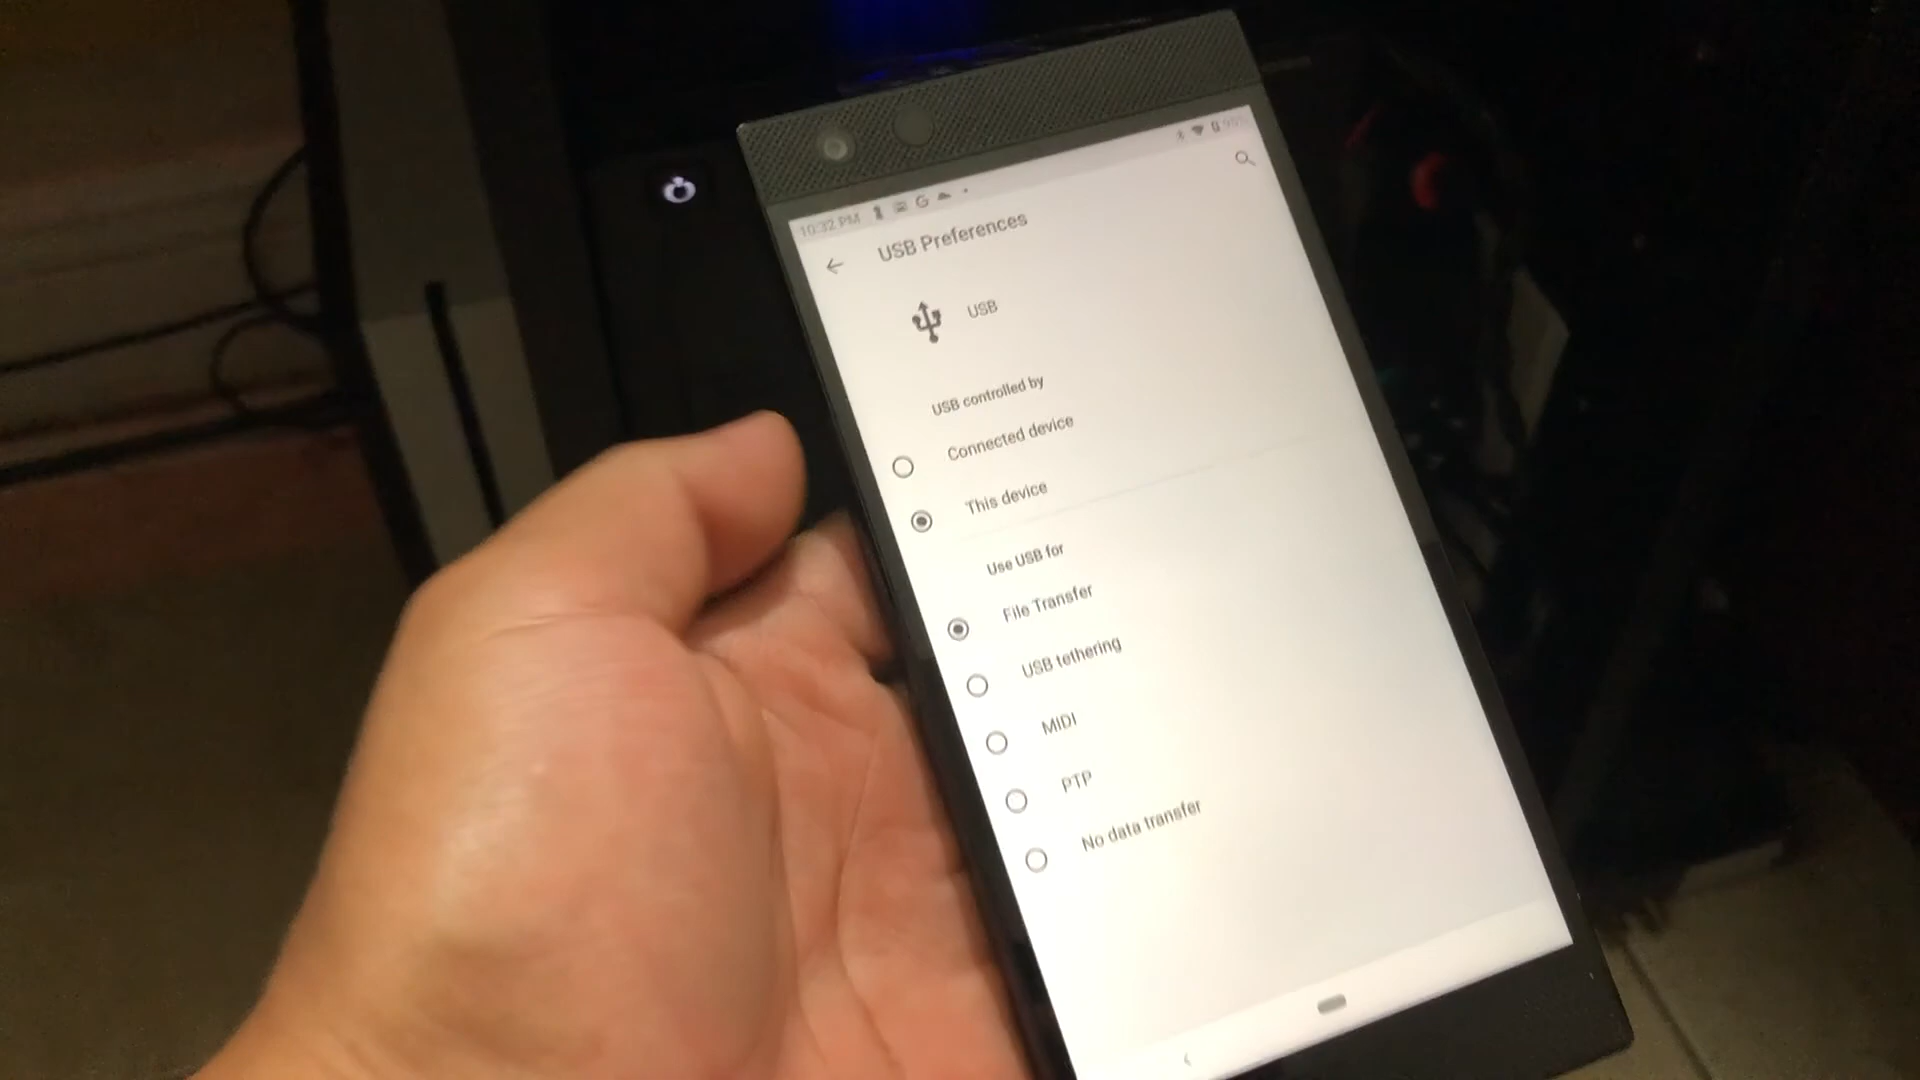 10:32 PM G 95%
USB Preferences
USB
USB controlled by
Connected device
This device
Use USB for
File Transfer
USB tethering
MIDI
PTP
No data transfer